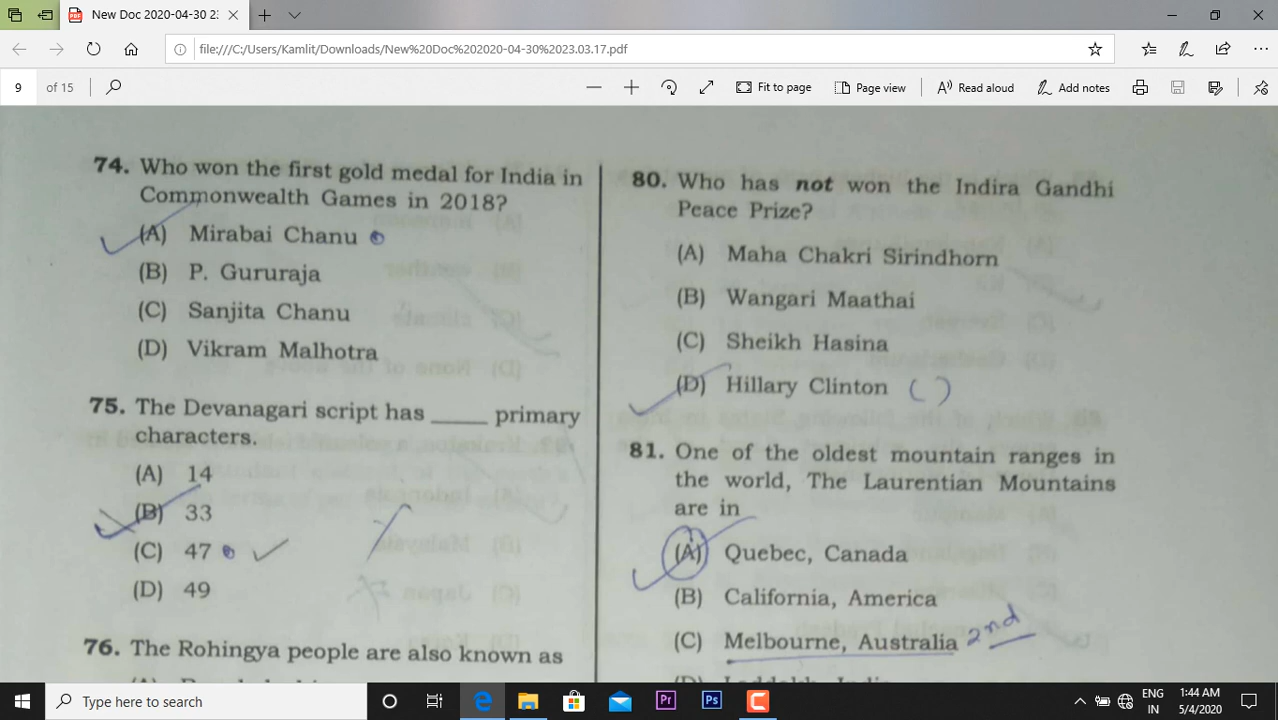 New Doc 2020-04-30 23
file:///C:/Users/Kamlit/Downloads/New%20Doc%202020-04-30%2023.03.17.pdf
9 of 15
Fit to page
Page view
Read aloud
Add notes
74. Who won the first gold medal for India in
Commonwealth Games in 2018?
(A) Mirabai Chanu
(B) P. Gururaja
(C) Sanjita Chanu
(D) Vikram Malhotra
75. The Devanagari script has _____ primary
characters.
(A) 14
(B) 33
(C) 47
(D) 49
76. The Rohingya people are also known as
80. Who has not won the Indira Gandhi
Peace Prize?
(A) Maha Chakri Sirindhorn
(B) Wangari Maathai
(C) Sheikh Hasina
(D) Hillary Clinton ( )
81. One of the oldest mountain ranges in
the world, The Laurentian Mountains
are in
(A) Quebec, Canada
(B) California, America
(C) Melbourne, Australia 2nd
Type here to search
ENG
IN
1:44 AM
5/4/2020